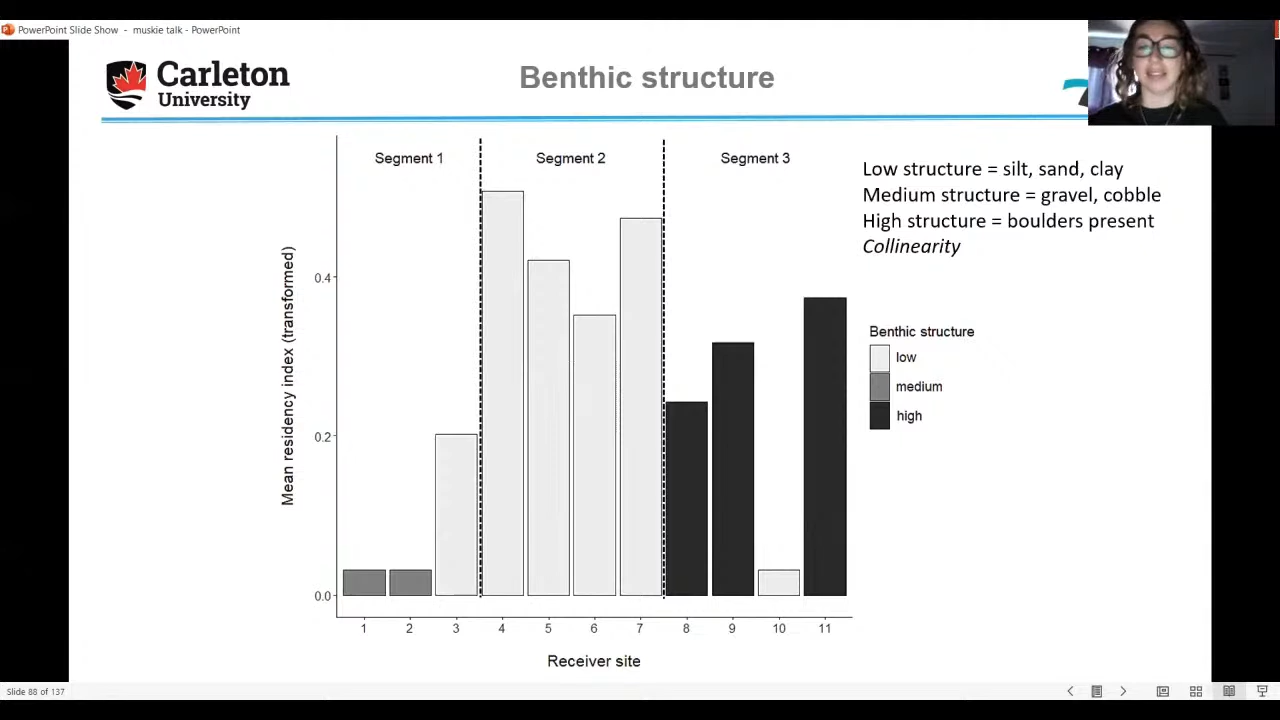 PowerPoint Slide Show - muskie talk - PowerPoint
Carleton
University
Benthic structure
Segment 1
Segment 2
Segment 3
Low structure = silt, sand, clay
Medium structure = gravel, cobble
High structure = boulders present
Collinearity
Mean residency index (transformed)
0.4
0.2
0.0
Benthic structure
low
medium
high
1 2 3 4 5 6 7 8 9 10 11
Receiver site
Slide 88 of 137